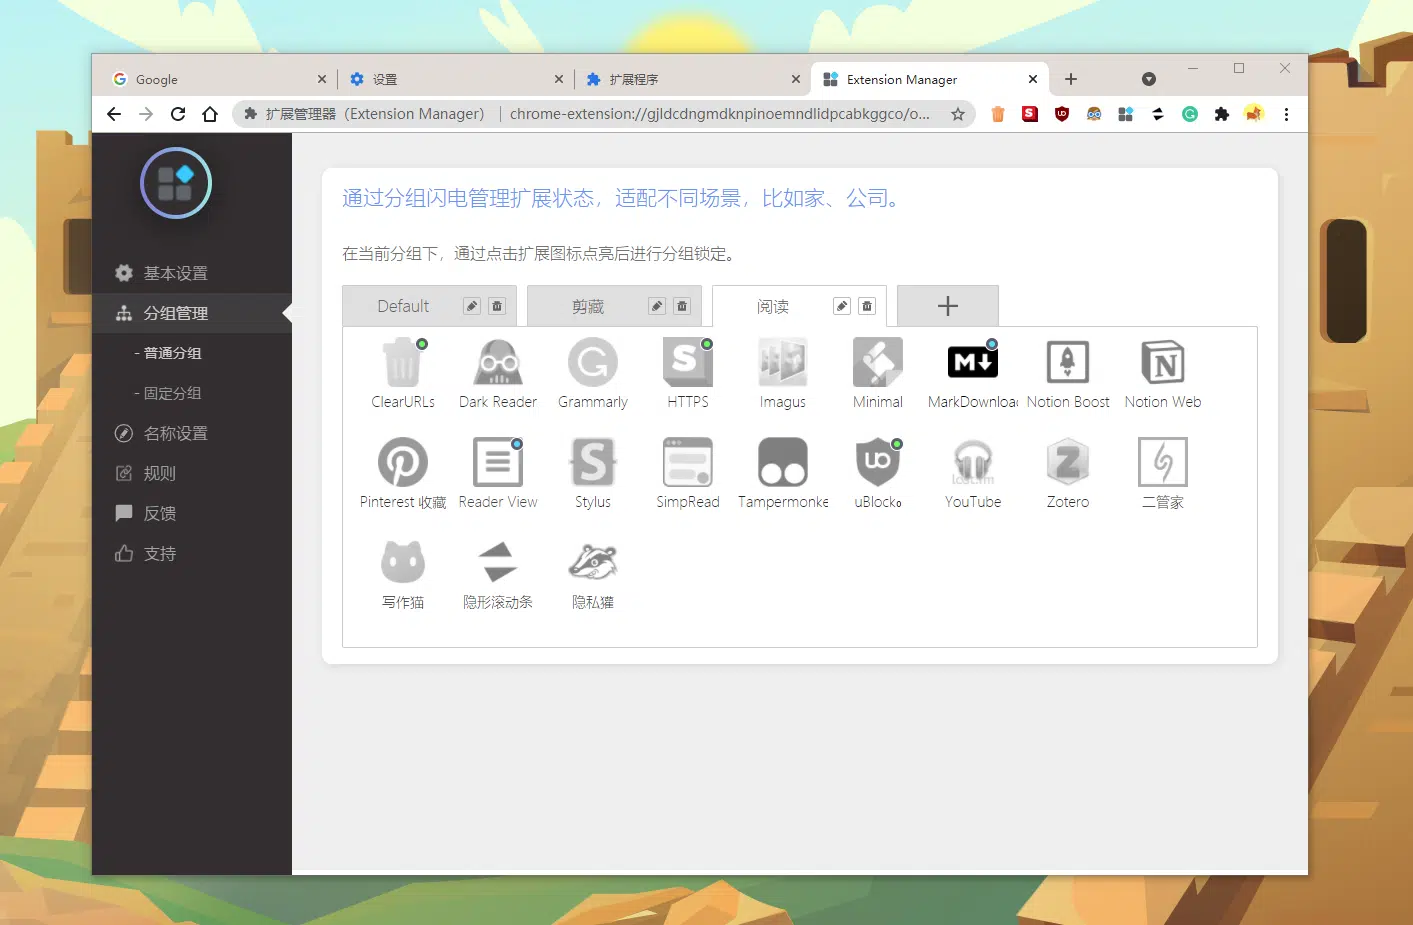 Google
设置
扩展程序
Extension Manager
扩展管理器（Extension Manager） | chrome-extension://gjldcdngmdknpinoemndlidpcabkggco/o...
通过分组闪电管理扩展状态，适配不同场景，比如家、公司。
在当前分组下，通过点击扩展图标点亮后进行分组锁定。
基本设置
分组管理
- 普通分组
- 固定分组
名称设置
规则
反馈
支持
Default
剪藏
阅读
ClearURLs
Dark Reader
Grammarly
HTTPS
Imagus
Minimal
MarkDownload
Notion Boost
Notion Web
Pinterest 收藏
Reader View
Stylus
SimpRead
Tampermonke
uBlock₀
YouTube
Zotero
二管家
写作猫
隐形滚动条
隐私獾